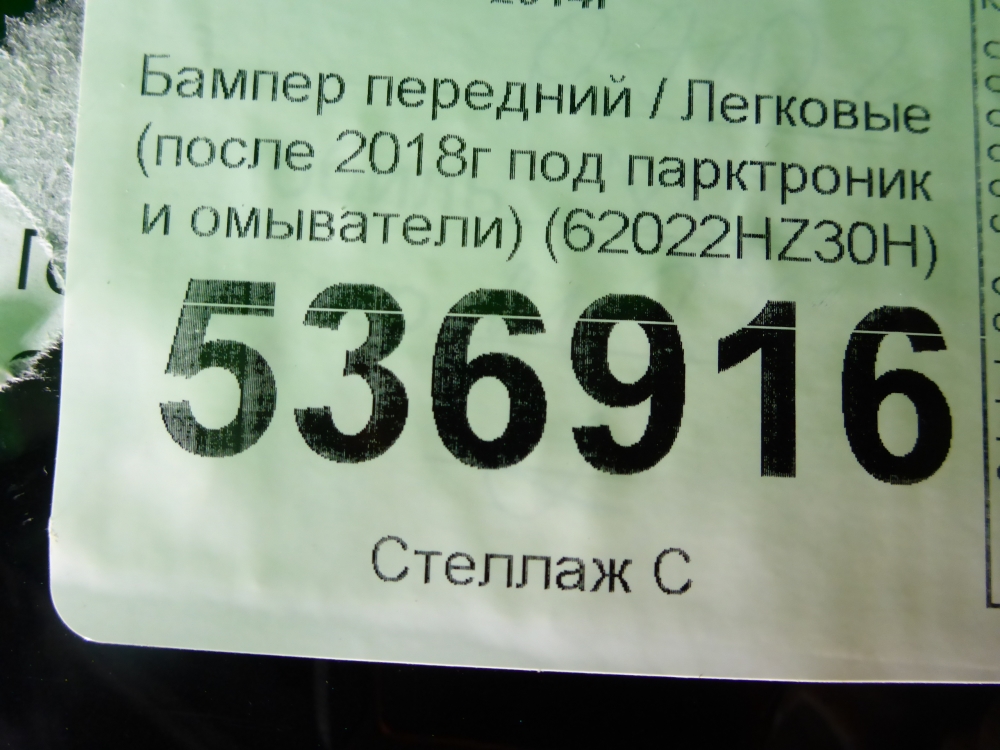 Бампер передний / Легковые
(после 2018г под парктроник
и омыватели) (62022HZ30H)
536916
Стеллаж С